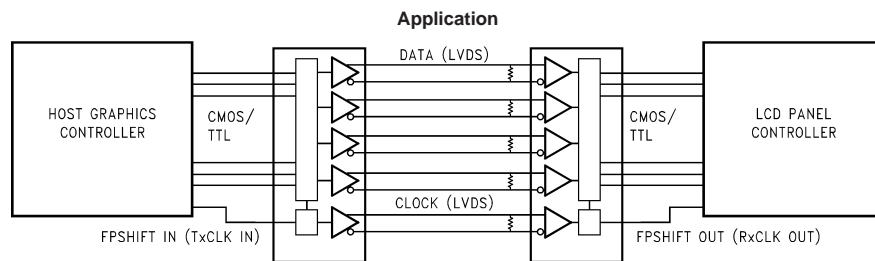 Application
DATA (LVDS)
HOST GRAPHICS
CONTROLLER
CMOS/
TTL
CMOS/
TTL
LCD PANEL
CONTROLLER
CLOCK (LVDS)
FPSHIFT IN (TxCLK IN)
FPSHIFT OUT (RxCLK OUT)